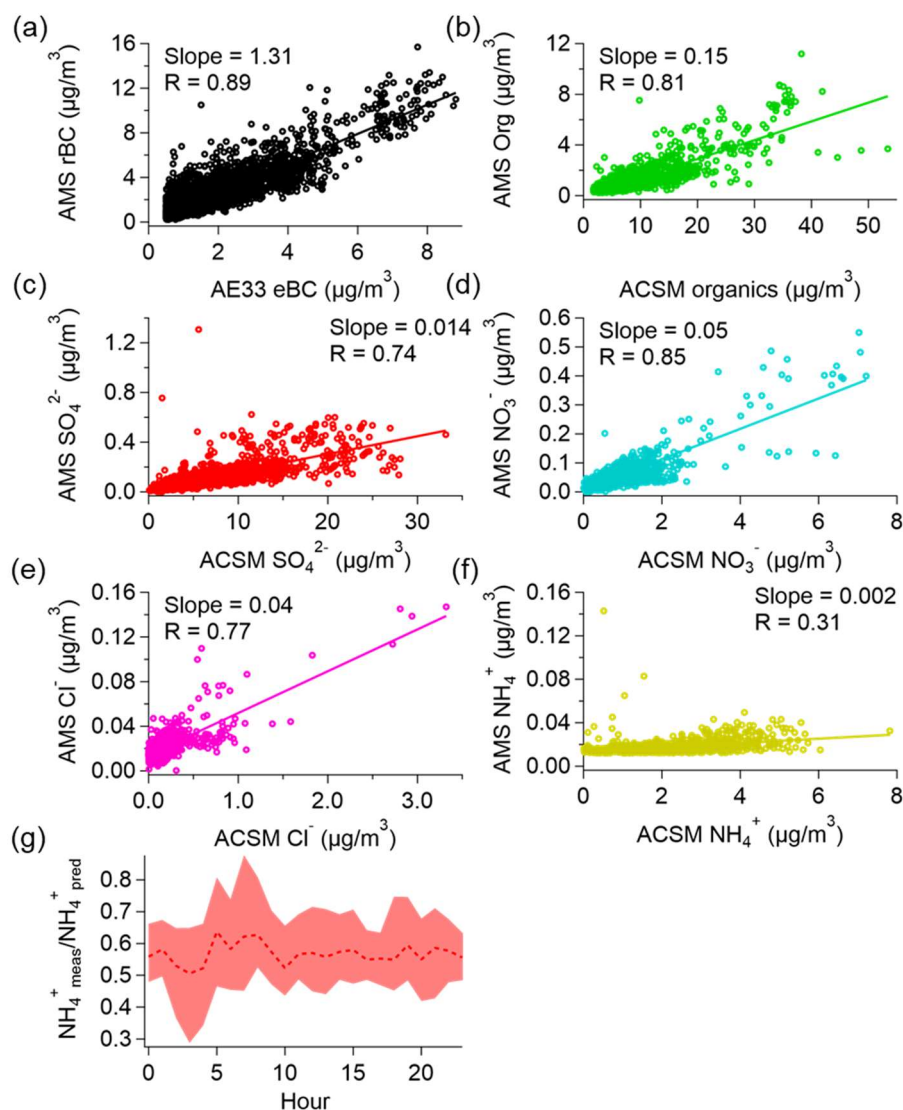 (a)
AMS rBC (µg/m³)
16
12
8
4
0
Slope = 1.31
R = 0.89
0 2 4 6 8
AE33 eBC (µg/m³)
(b)
AMS Org (µg/m³)
12
8
4
0
Slope = 0.15
R = 0.81
0 10 20 30 40 50
ACSM organics (µg/m³)
(c)
AMS SO₄²⁻ (µg/m³)
1.2
0.8
0.4
0.0
Slope = 0.014
R = 0.74
0 10 20 30
ACSM SO₄²⁻ (µg/m³)
(d)
AMS NO₃⁻ (µg/m³)
0.6
0.5
0.4
0.3
0.2
0.1
0.0
Slope = 0.05
R = 0.85
0 2 4 6 8
ACSM NO₃⁻ (µg/m³)
(e)
AMS Cl⁻ (µg/m³)
0.16
0.12
0.08
0.04
0.00
Slope = 0.04
R = 0.77
0.0 1.0 2.0 3.0
ACSM Cl⁻ (µg/m³)
(f)
AMS NH₄⁺ (µg/m³)
0.16
0.12
0.08
0.04
0.00
Slope = 0.002
R = 0.31
0 2 4 6 8
ACSM NH₄⁺ (µg/m³)
(g)
NH₄⁺ meas/NH₄⁺ pred
0.8
0.7
0.6
0.5
0.4
0.3
0 5 10 15 20
Hour